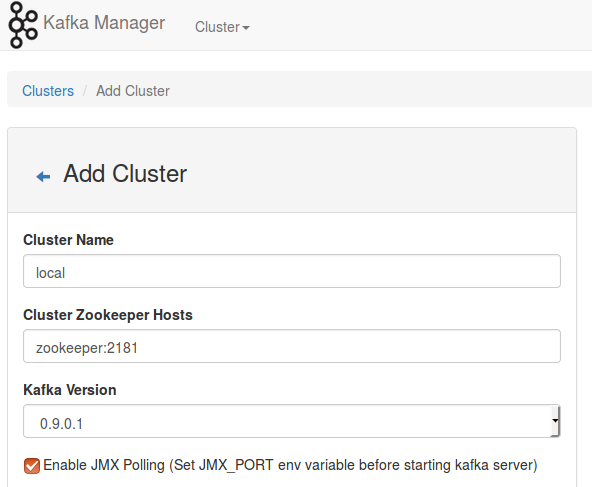 Kafka Manager Cluster
Clusters / Add Cluster
Add Cluster
Cluster Name
local
Cluster Zookeeper Hosts
zookeeper:2181
Kafka Version
0.9.0.1
Enable JMX Polling (Set JMX_PORT env variable before starting kafka server)